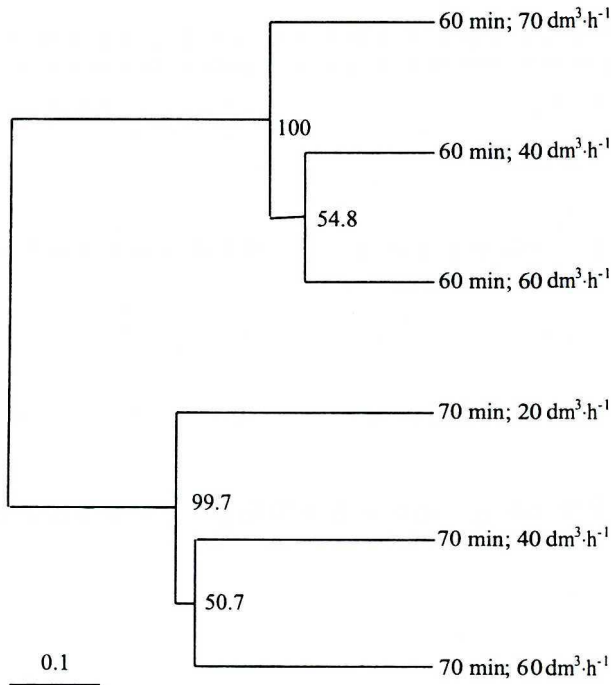 60 min; 70 dm³·h⁻¹
100
60 min; 40 dm³·h⁻¹
54.8
60 min; 60 dm³·h⁻¹
70 min; 20 dm³·h⁻¹
99.7
70 min; 40 dm³·h⁻¹
50.7
0.1
70 min; 60 dm³·h⁻¹